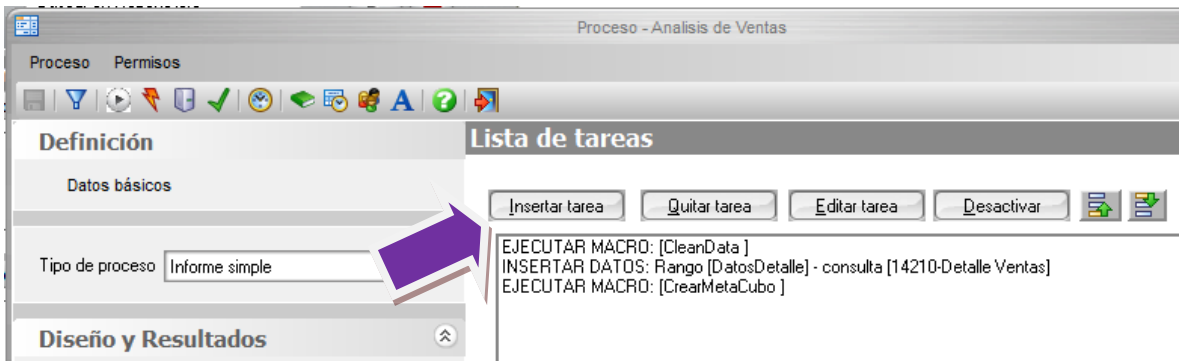 Proceso - Analisis de Ventas
Proceso Permisos
A
Definición
Lista de tareas
Datos básicos
Insertar tarea Quitar tarea Editar tarea Desactivar
Tipo de proceso Informe simple
EJECUTAR MACRO: [CleanData ]
INSERTAR DATOS: Rango [DatosDetalle] - consulta [14210-Detalle Ventas]
EJECUTAR MACRO: [CrearMetaCubo ]
Diseño y Resultados